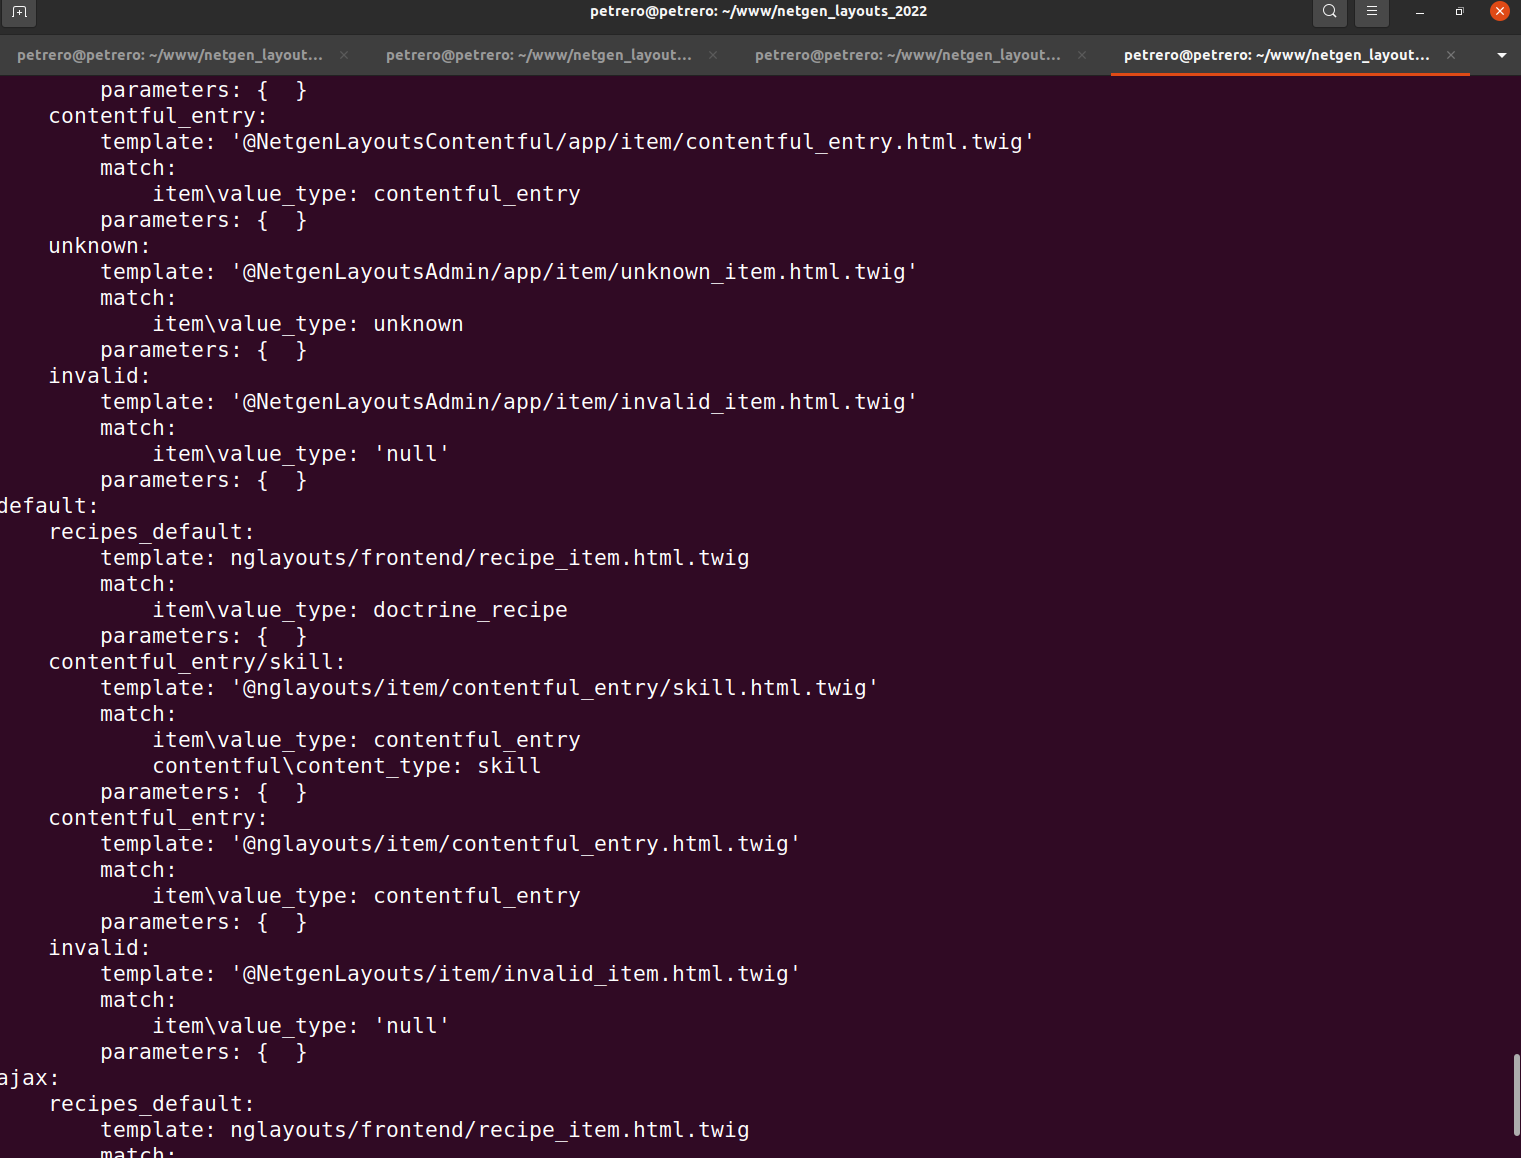 petrero@petrero: ~/www/netgen_layouts_2022
petrero@petrero: ~/www/netgen_layout... petrero@petrero: ~/www/netgen_layout... petrero@petrero: ~/www/netgen_layout... petrero@petrero: ~/www/netgen_layout...
        parameters: {  }
    contentful_entry:
        template: '@NetgenLayoutsContentful/app/item/contentful_entry.html.twig'
        match:
            item\value_type: contentful_entry
        parameters: {  }
    unknown:
        template: '@NetgenLayoutsAdmin/app/item/unknown_item.html.twig'
        match:
            item\value_type: unknown
        parameters: {  }
    invalid:
        template: '@NetgenLayoutsAdmin/app/item/invalid_item.html.twig'
        match:
            item\value_type: 'null'
        parameters: {  }
default:
    recipes_default:
        template: nglayouts/frontend/recipe_item.html.twig
        match:
            item\value_type: doctrine_recipe
        parameters: {  }
    contentful_entry/skill:
        template: '@nglayouts/item/contentful_entry/skill.html.twig'
        match:
            item\value_type: contentful_entry
            contentful\content_type: skill
        parameters: {  }
    contentful_entry:
        template: '@nglayouts/item/contentful_entry.html.twig'
        match:
            item\value_type: contentful_entry
        parameters: {  }
    invalid:
        template: '@NetgenLayouts/item/invalid_item.html.twig'
        match:
            item\value_type: 'null'
        parameters: {  }
ajax:
    recipes_default:
        template: nglayouts/frontend/recipe_item.html.twig
        match: